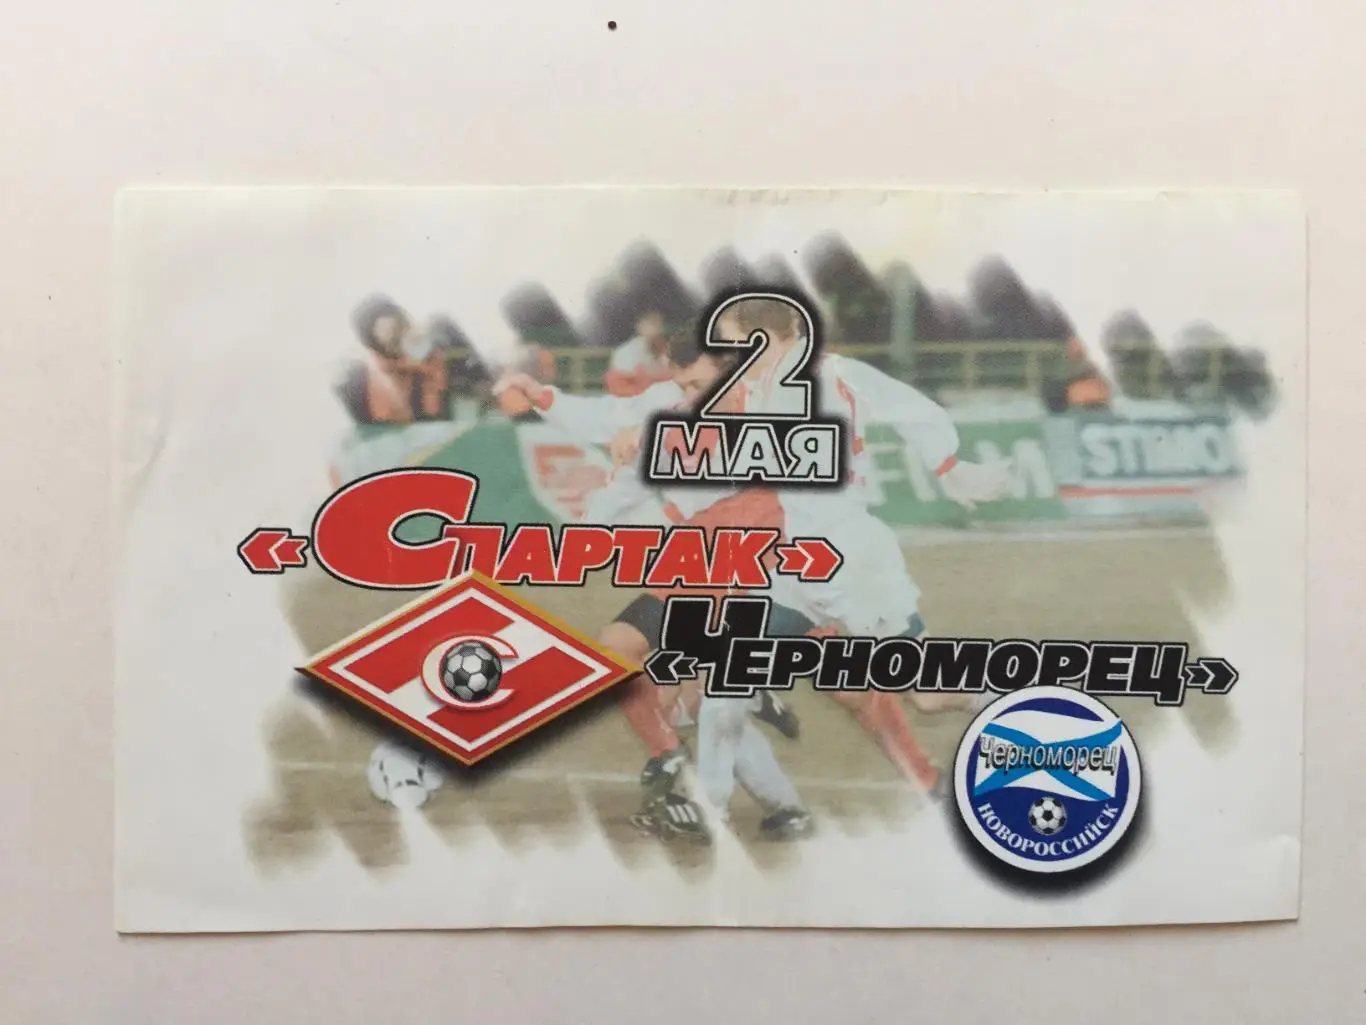 2
МАЯ
«СПАРТАК»
«ЧЕРНОМОРЕЦ»
С
Черноморец
НОВОРОССИЙСК